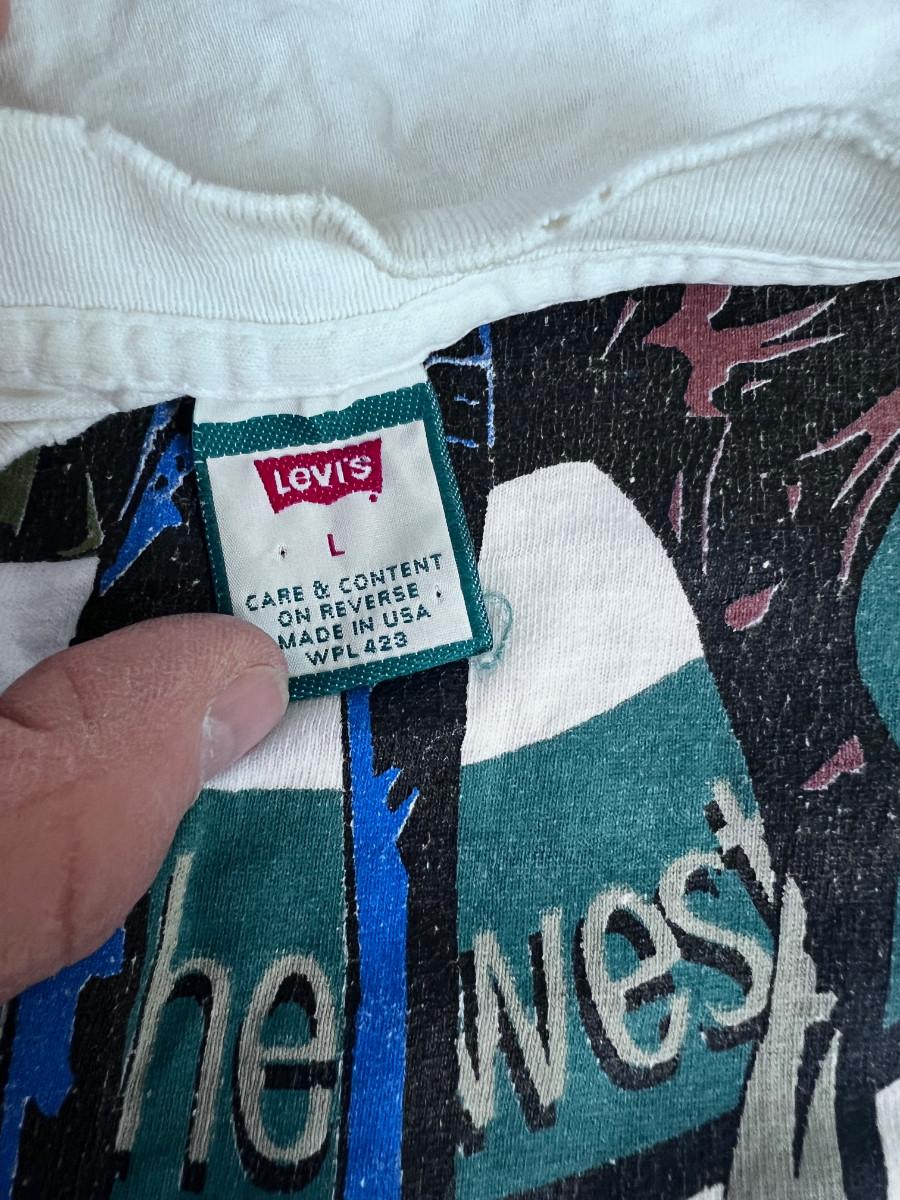 Levi's
L
CARE & CONTENT
ON REVERSE
MADE IN USA
WPL 423
he west